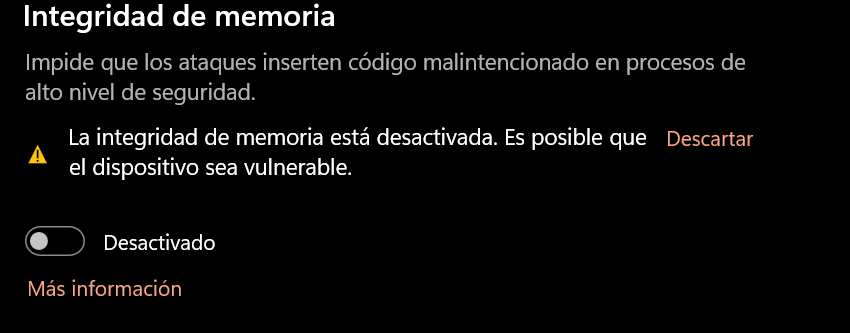 Integridad de memoria
Impide que los ataques inserten código malintencionado en procesos de
alto nivel de seguridad.
La integridad de memoria está desactivada. Es posible que
el dispositivo sea vulnerable.
Descartar
Desactivado
Más información